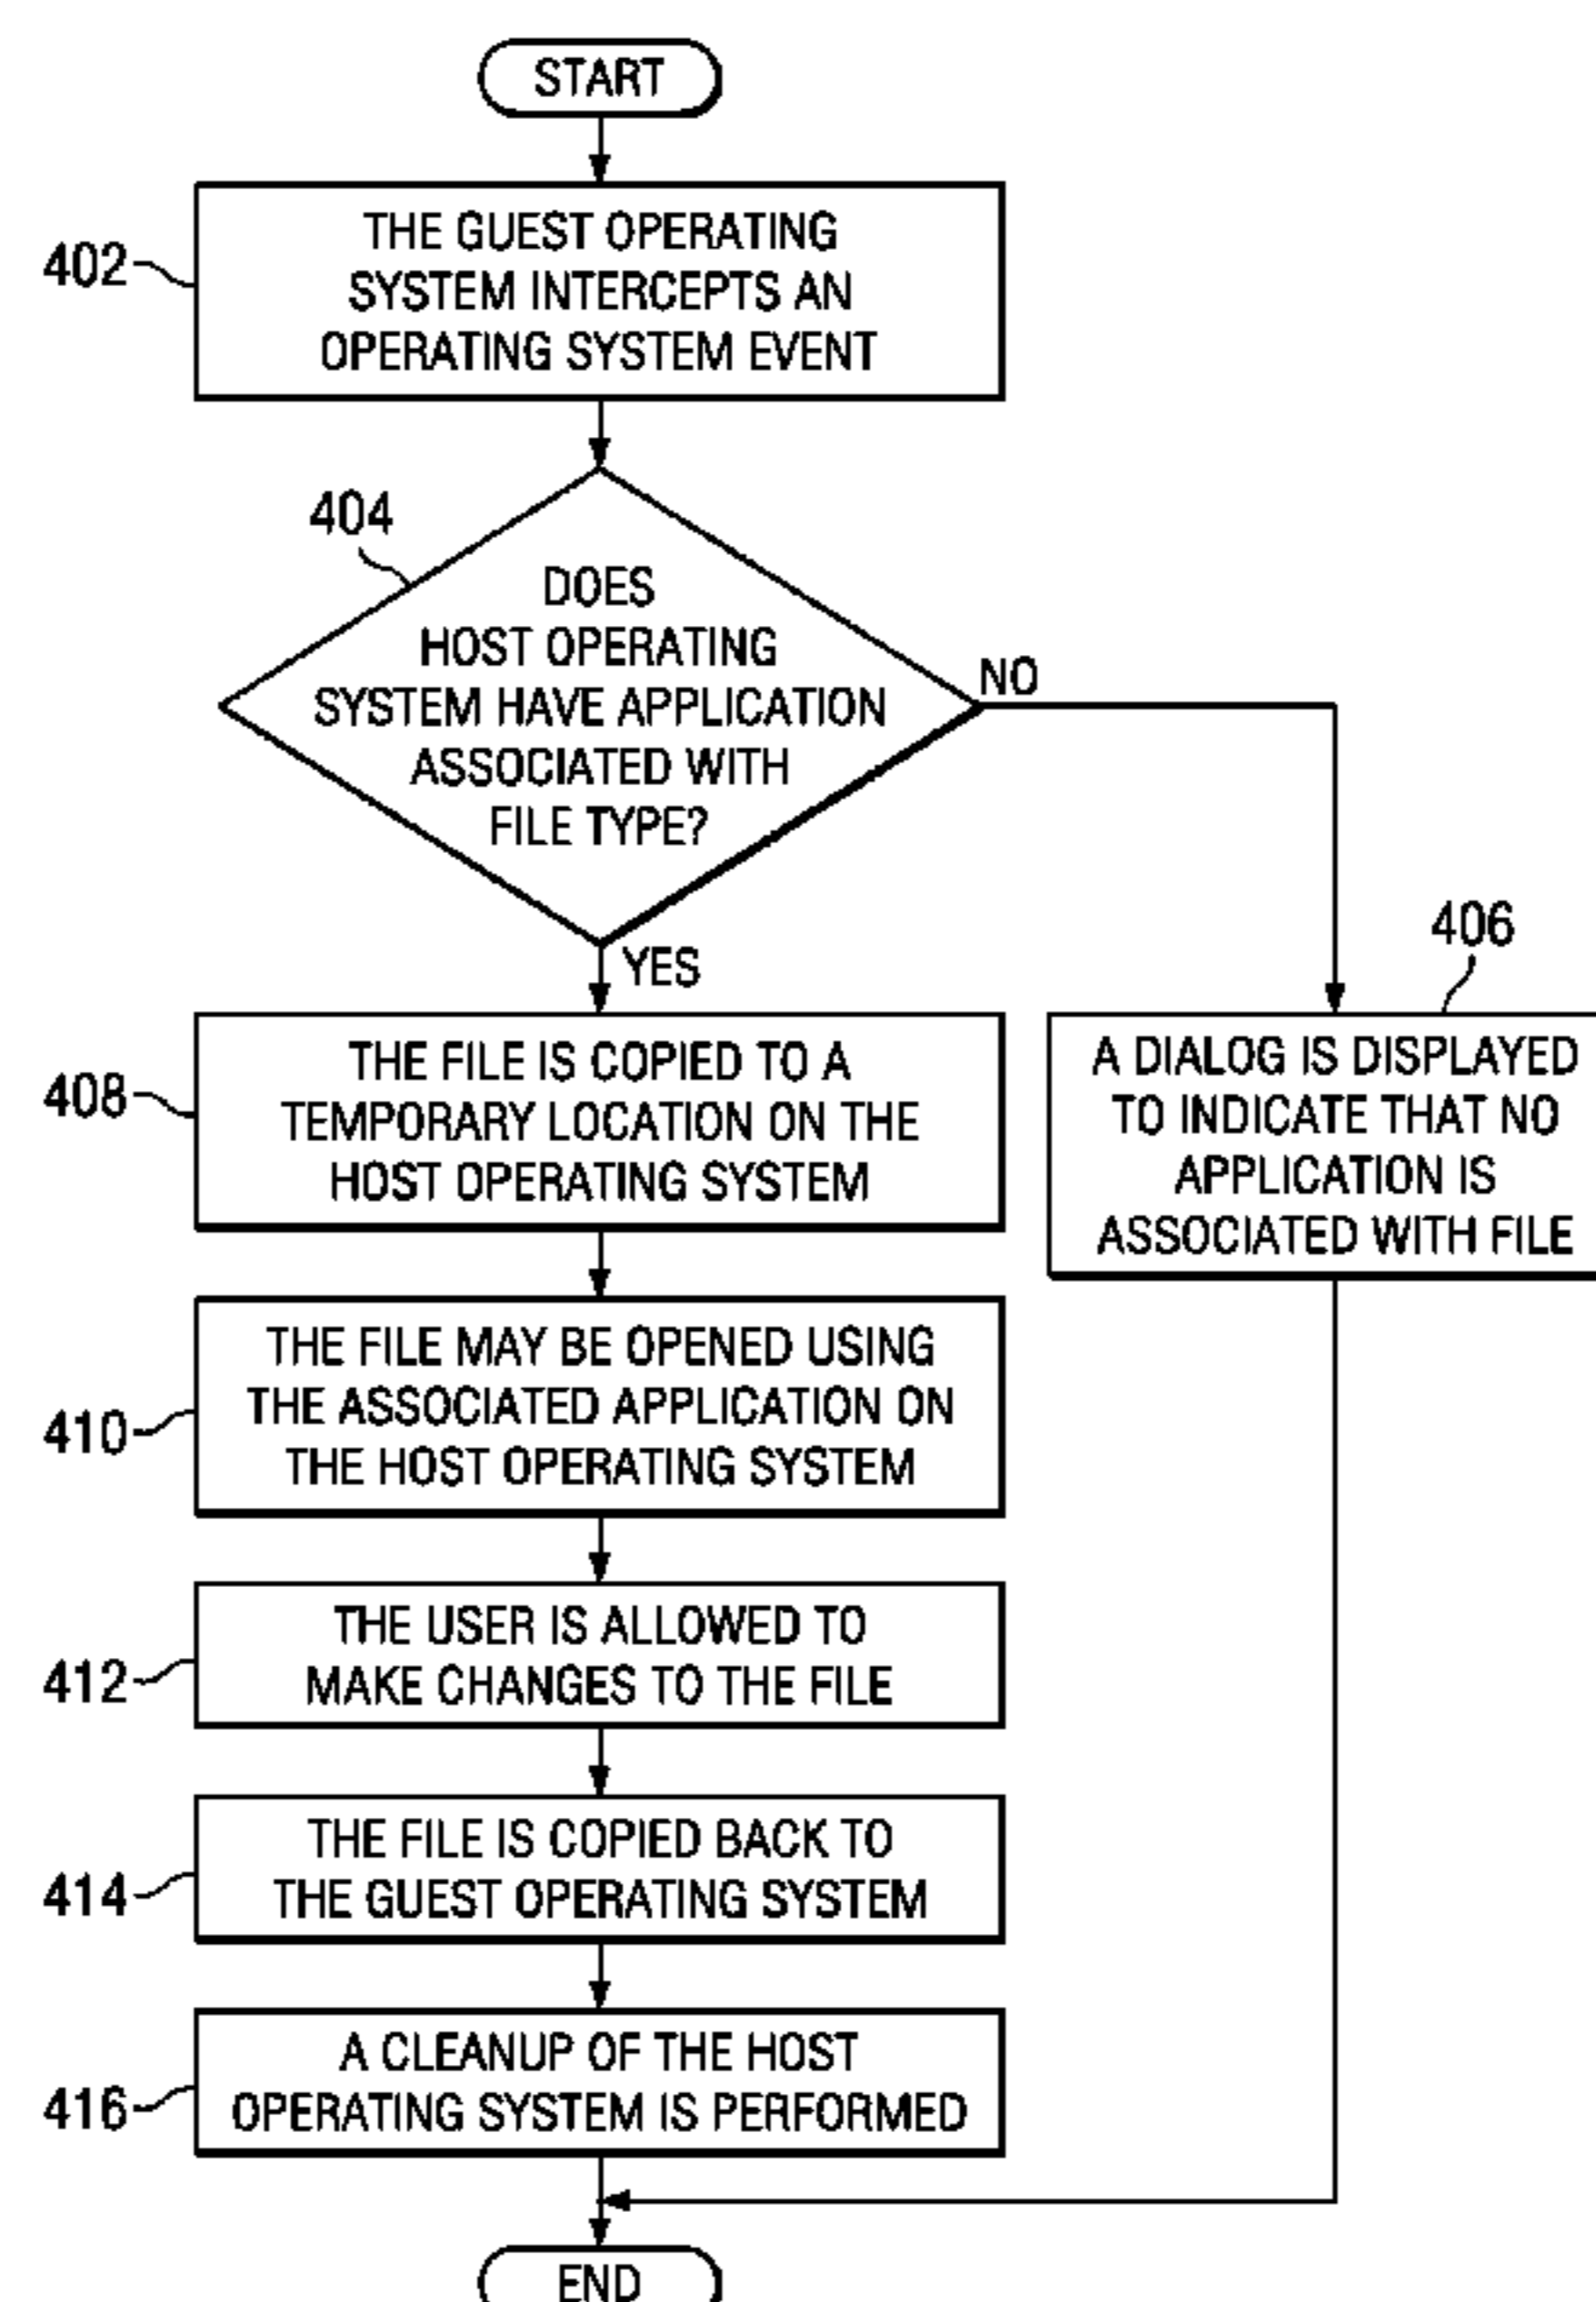 START
402
THE GUEST OPERATING
SYSTEM INTERCEPTS AN
OPERATING SYSTEM EVENT
404
DOES
HOST OPERATING
SYSTEM HAVE APPLICATION
ASSOCIATED WITH
FILE TYPE?
NO
YES
406
A DIALOG IS DISPLAYED
TO INDICATE THAT NO
APPLICATION IS
ASSOCIATED WITH FILE
408
THE FILE IS COPIED TO A
TEMPORARY LOCATION ON THE
HOST OPERATING SYSTEM
410
THE FILE MAY BE OPENED USING
THE ASSOCIATED APPLICATION ON
THE HOST OPERATING SYSTEM
412
THE USER IS ALLOWED TO
MAKE CHANGES TO THE FILE
414
THE FILE IS COPIED BACK TO
THE GUEST OPERATING SYSTEM
416
A CLEANUP OF THE HOST
OPERATING SYSTEM IS PERFORMED
END